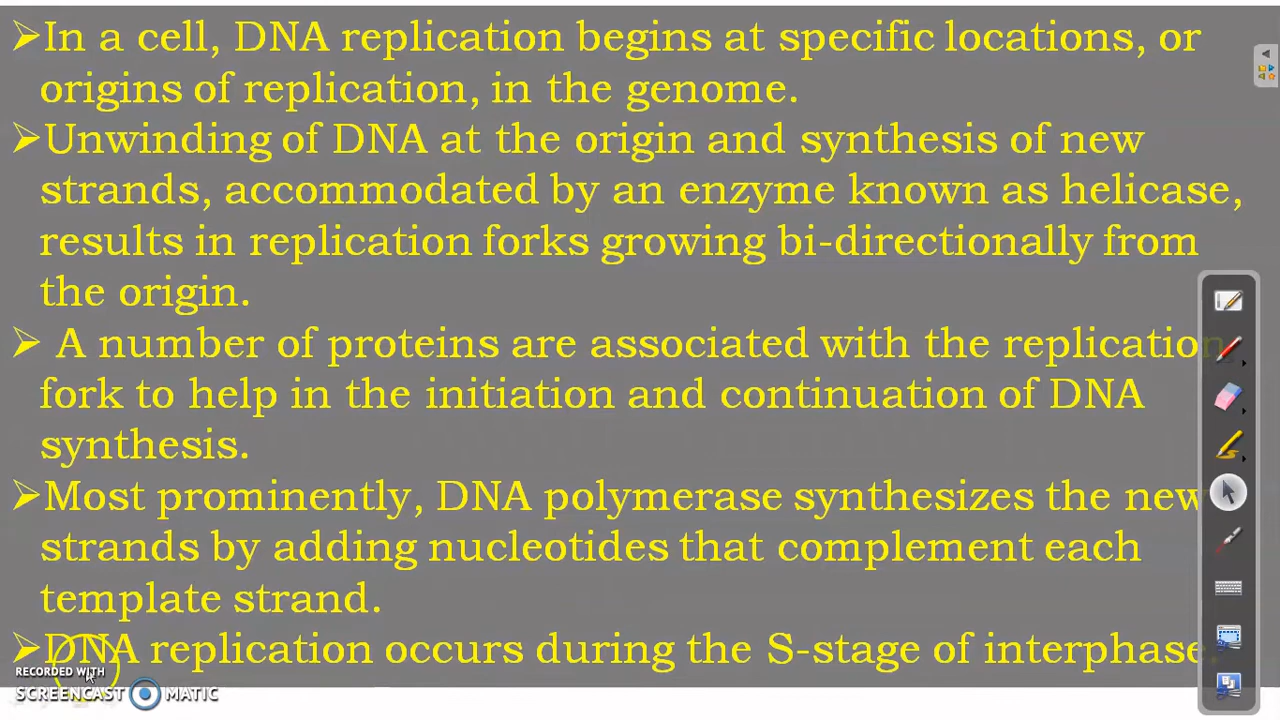 ➢In a cell, DNA replication begins at specific locations, or
origins of replication, in the genome.
➢Unwinding of DNA at the origin and synthesis of new
strands, accommodated by an enzyme known as helicase,
results in replication forks growing bi-directionally from
the origin.
➢ A number of proteins are associated with the replication
fork to help in the initiation and continuation of DNA
synthesis.
➢Most prominently, DNA polymerase synthesizes the new
strands by adding nucleotides that complement each
template strand.
➢DNA replication occurs during the S-stage of interphase.
RECORDED WITH
SCREENCAST MATIC